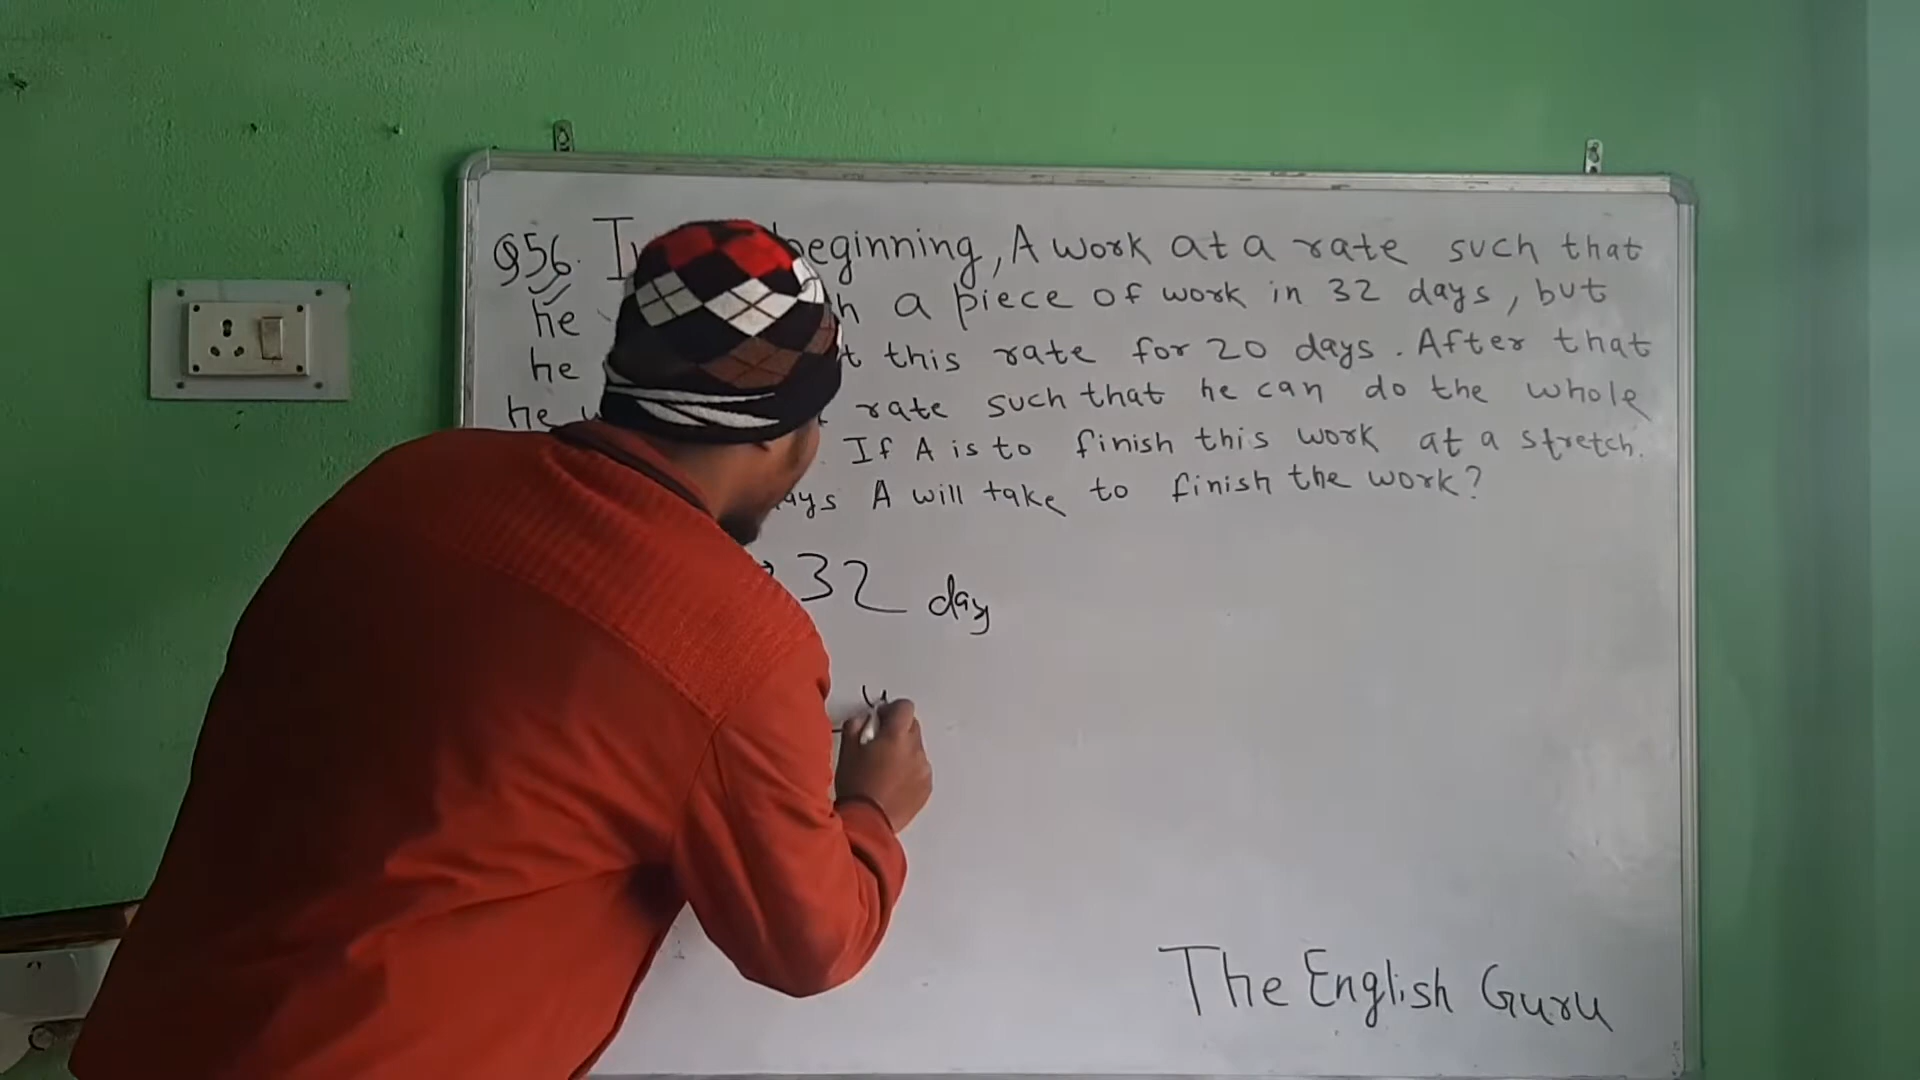 Q56. beginning, A work at a rate such that
he a piece of work in 32 days, but
he this rate for 20 days. After that
he rate such that he can do the whole
If A is to finish this work at a stretch.
A will take to finish the work?
32 day
The English Guru